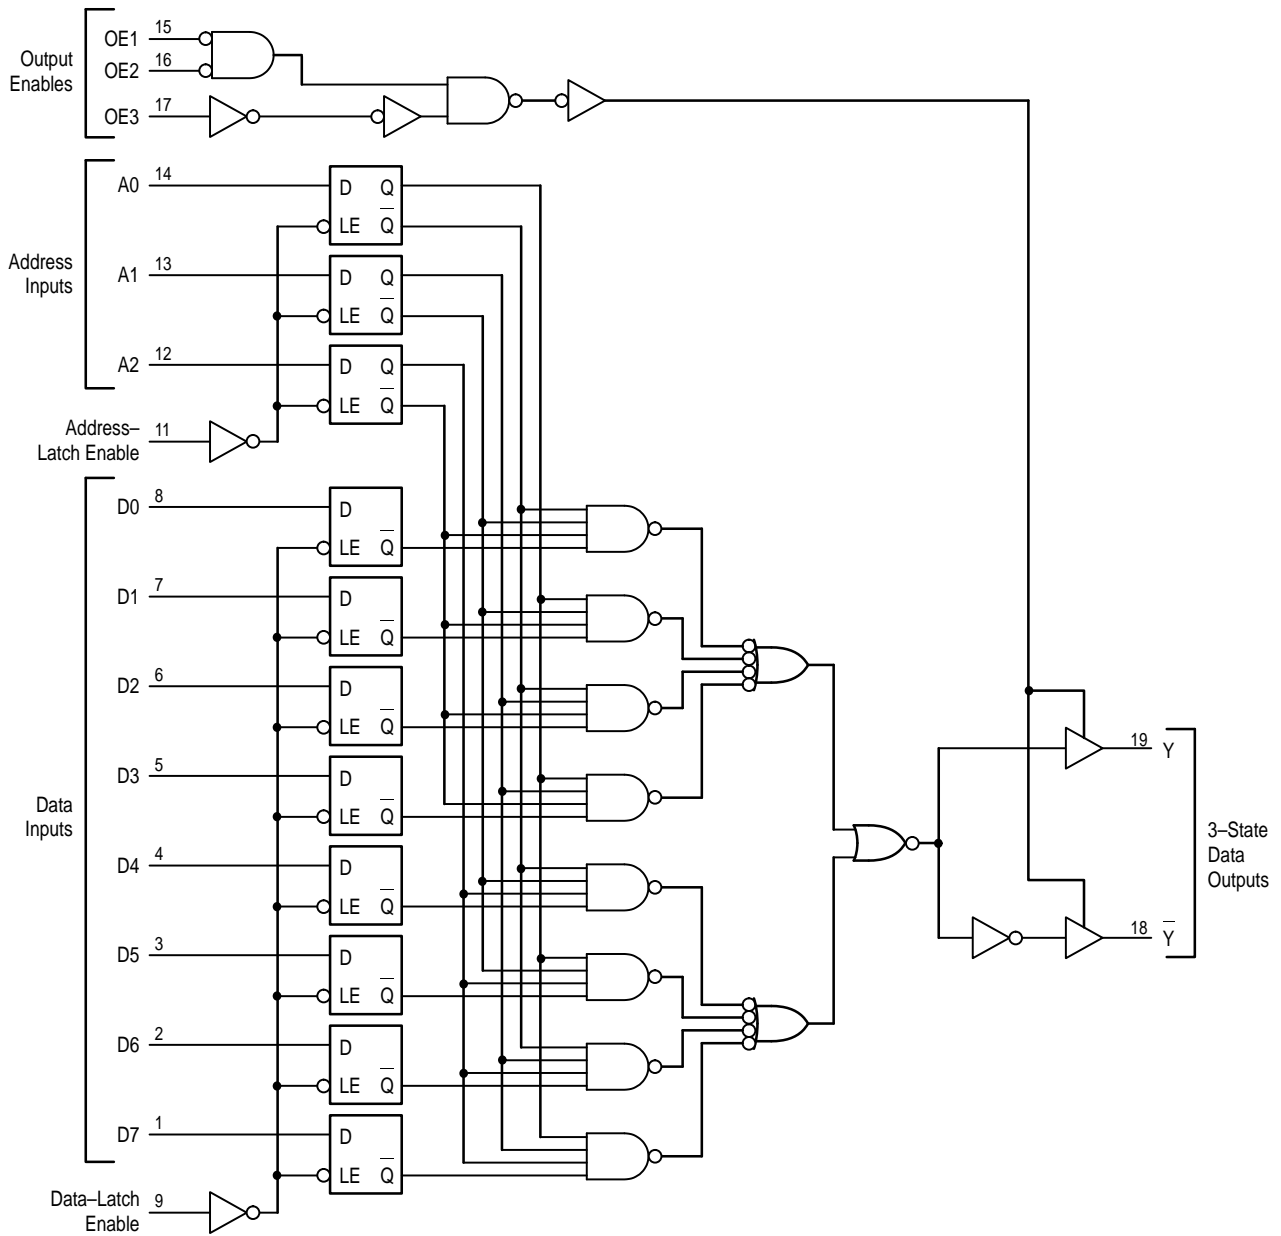 Output
Enables
OE1 15
OE2 16
OE3 17
Address
Inputs
A0 14
D Q
LE Q̅
A1 13
D Q
LE Q̅
A2 12
D Q
LE Q̅
Address–
Latch Enable
11
Data
Inputs
D0 8
D
LE Q̅
D1 7
D
LE Q̅
D2 6
D
LE Q̅
D3 5
D
LE Q̅
D4 4
D
LE Q̅
D5 3
D
LE Q̅
D6 2
D
LE Q̅
D7 1
D
LE Q̅
Data–Latch
Enable
9
19 Y
18 Y̅
3–State
Data
Outputs